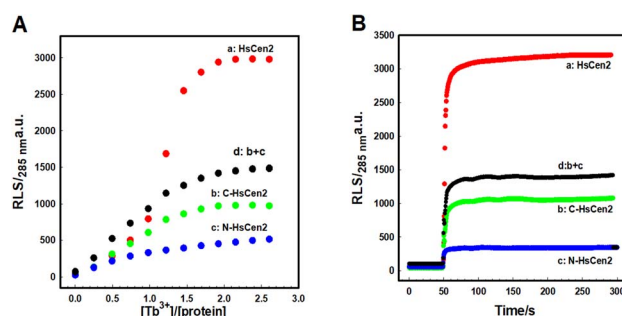 A
B
RLS/285 nm a.u.
3000
2500
2000
1500
1000
500
0
0.0
0.5
1.0
1.5
2.0
2.5
3.0
[Tb3+]/[protein]
a: HsCen2
d: b+c
b: C-HsCen2
c: N-HsCen2
RLS/285 nm a.u.
3500
3000
2500
2000
1500
1000
500
0
0
50
100
150
200
250
300
Time/s
a: HsCen2
d:b+c
b: C-HsCen2
c: N-HsCen2